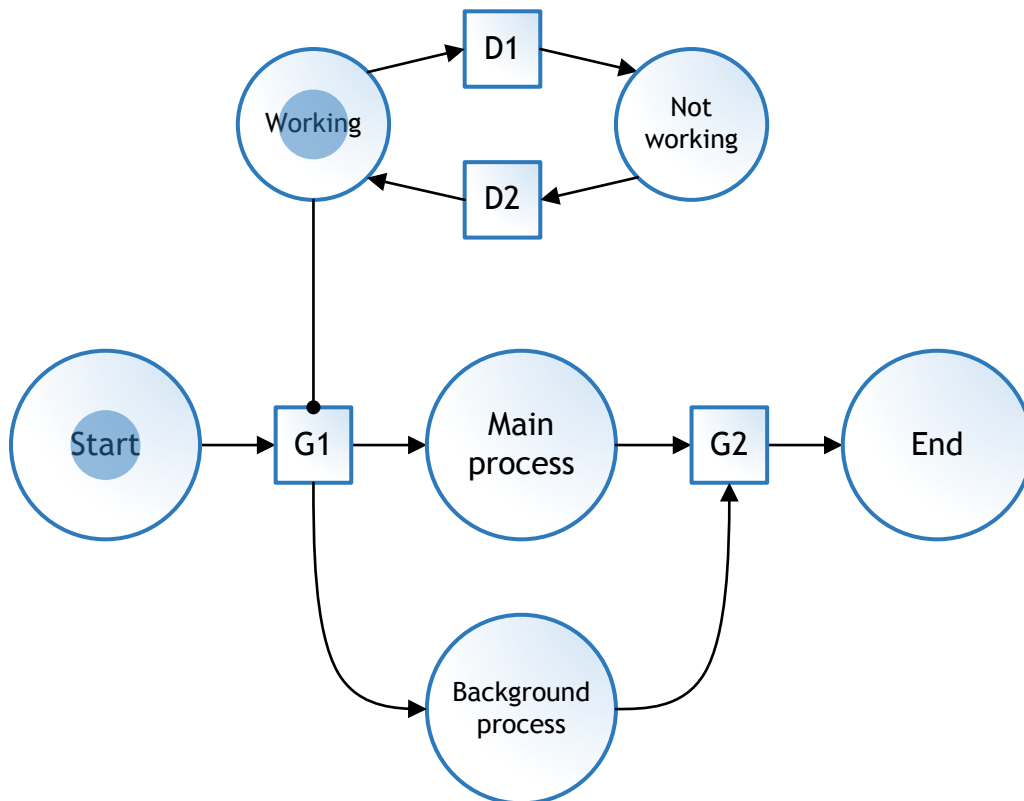 D1
Working
Not
working
D2
Start
G1
Main
process
G2
End
Background
process